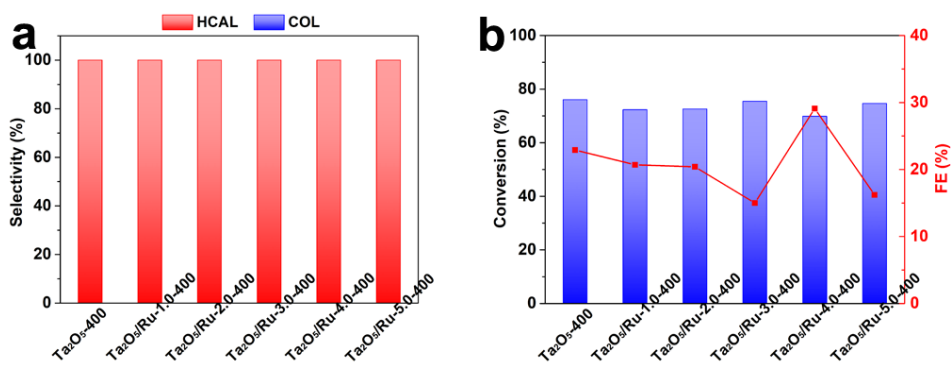 a
HCAL COL
Selectivity (%)
100
80
60
40
20
0
Ta₂O₅-400
Ta₂O₅/Ru-1.0-400
Ta₂O₅/Ru-2.0-400
Ta₂O₅/Ru-3.0-400
Ta₂O₅/Ru-4.0-400
Ta₂O₅/Ru-5.0-400
b
Conversion (%)
100
80
60
40
20
0
FE (%)
40
30
20
10
0
Ta₂O₅-400
Ta₂O₅/Ru-1.0-400
Ta₂O₅/Ru-2.0-400
Ta₂O₅/Ru-3.0-400
Ta₂O₅/Ru-4.0-400
Ta₂O₅/Ru-5.0-400